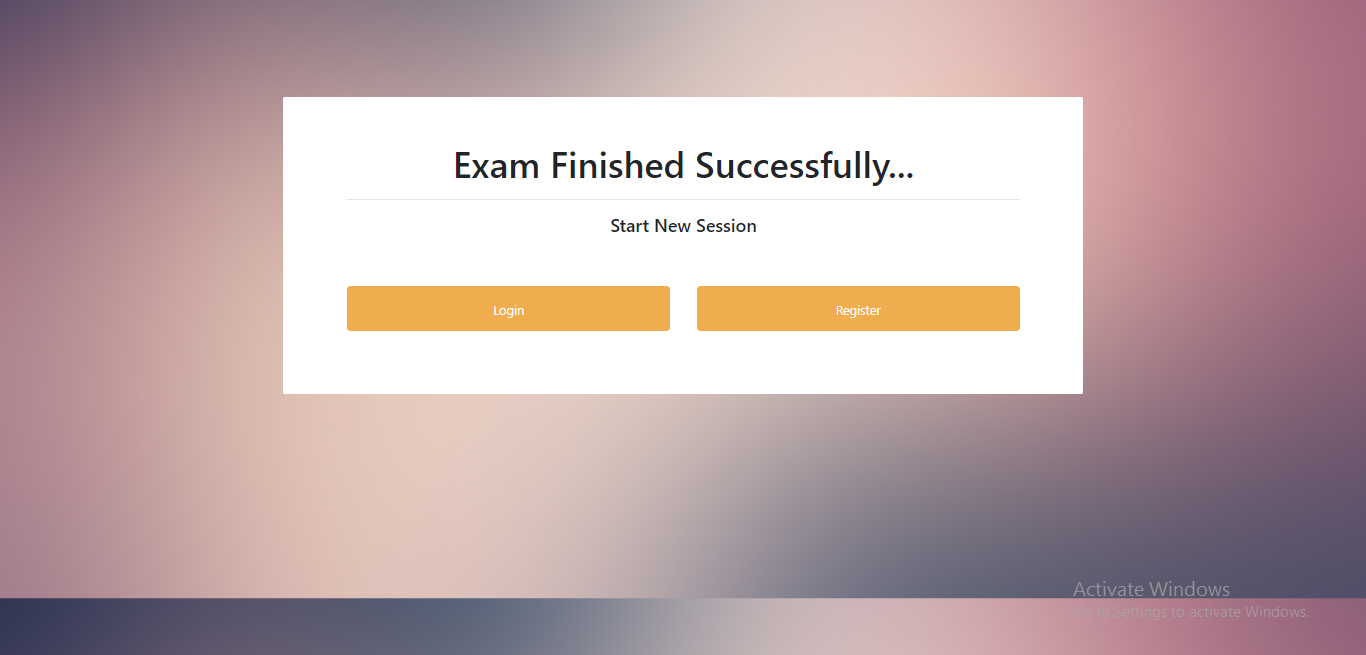 Exam Finished Successfully...
Start New Session
Login
Register
Activate Windows
Go to Settings to activate Windows.